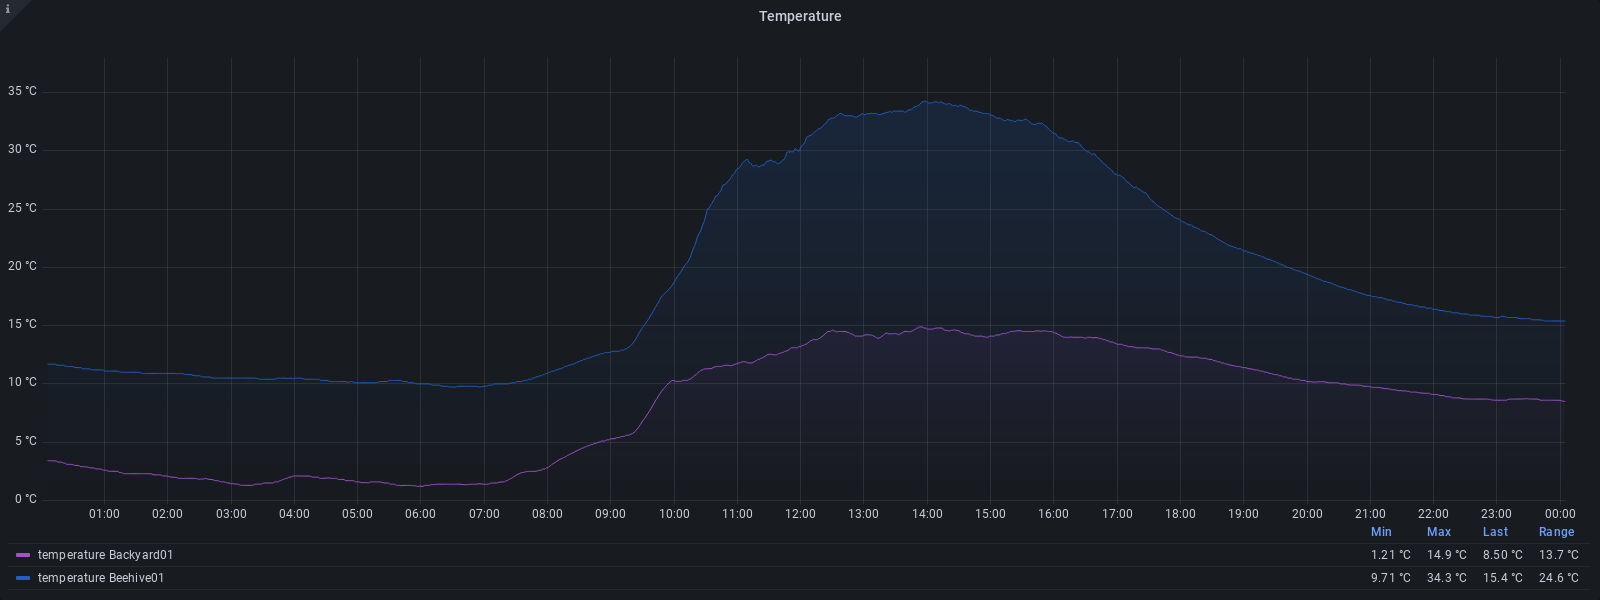 i
Temperature
35 °C
30 °C
25 °C
20 °C
15 °C
10 °C
5 °C
0 °C
01:00 02:00 03:00 04:00 05:00 06:00 07:00 08:00 09:00 10:00 11:00 12:00 13:00 14:00 15:00 16:00 17:00 18:00 19:00 20:00 21:00 22:00 23:00 00:00
Min Max Last Range
temperature Backyard01 1.21 °C 14.9 °C 8.50 °C 13.7 °C
temperature Beehive01 9.71 °C 34.3 °C 15.4 °C 24.6 °C